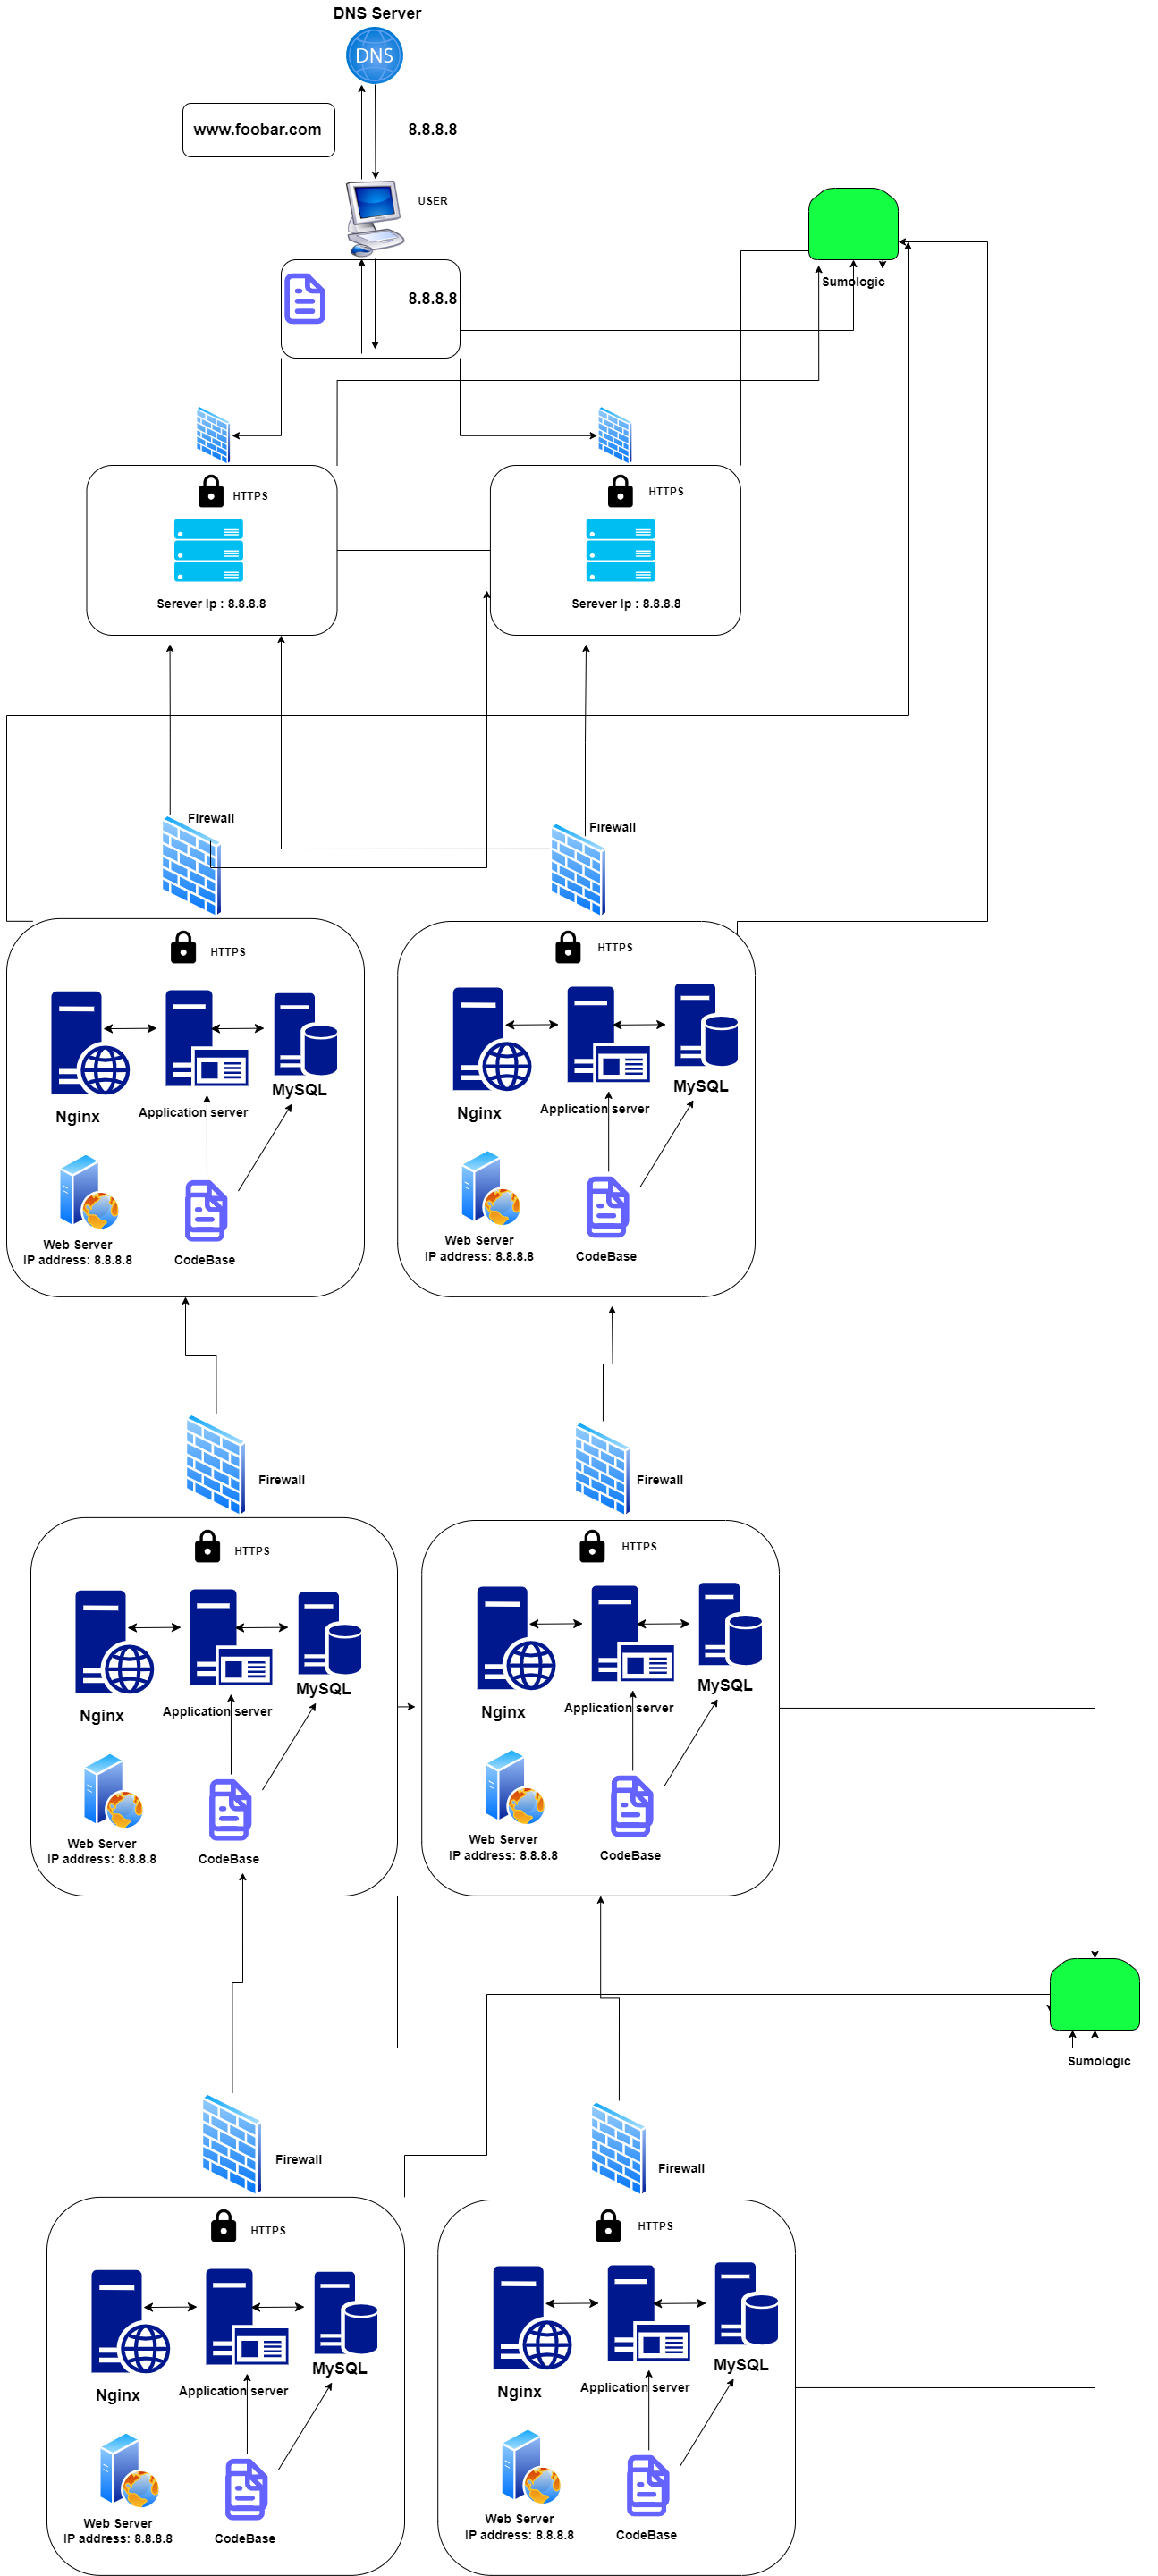 DNS Server
DNS
www.foobar.com
8.8.8.8
USER
8.8.8.8
Sumologic
HTTPS
HTTPS
Serever Ip : 8.8.8.8
Serever Ip : 8.8.8.8
Firewall
Firewall
HTTPS
HTTPS
MySQL
MySQL
Nginx
Application server
Nginx
Application server
Web Server
IP address: 8.8.8.8
CodeBase
Web Server
IP address: 8.8.8.8
CodeBase
Firewall
Firewall
HTTPS
HTTPS
MySQL
MySQL
Nginx
Application server
Nginx
Application server
Web Server
IP address: 8.8.8.8
CodeBase
Web Server
IP address: 8.8.8.8
CodeBase
Sumologic
Firewall
Firewall
HTTPS
HTTPS
MySQL
MySQL
Nginx
Application server
Nginx
Application server
Web Server
IP address: 8.8.8.8
CodeBase
Web Server
IP address: 8.8.8.8
CodeBase